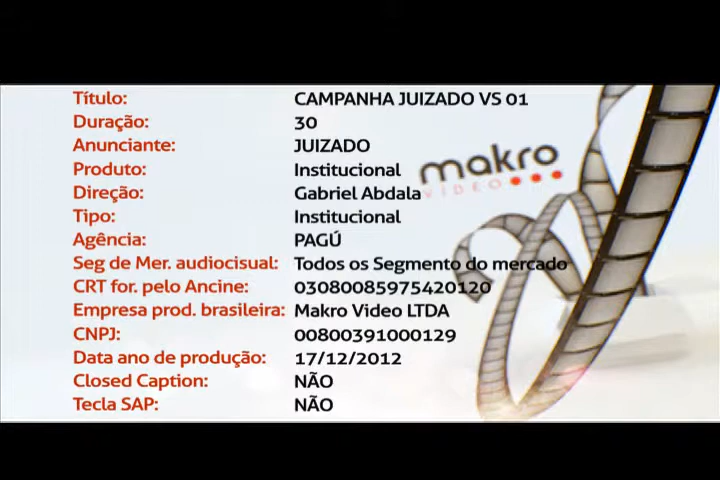 Título: CAMPANHA JUIZADO VS 01
Duração: 30
Anunciante: JUIZADO
Produto: Institucional
makro
VIDEO
Direção: Gabriel Abdala
Tipo: Institucional
Agência: PAGÚ
Seg de Mer. audiocisual: Todos os Segmento do mercado
CRT for. pelo Ancine: 03080085975420120
Empresa prod. brasileira: Makro Video LTDA
CNPJ: 00800391000129
Data ano de produção: 17/12/2012
Closed Caption: NÃO
Tecla SAP: NÃO